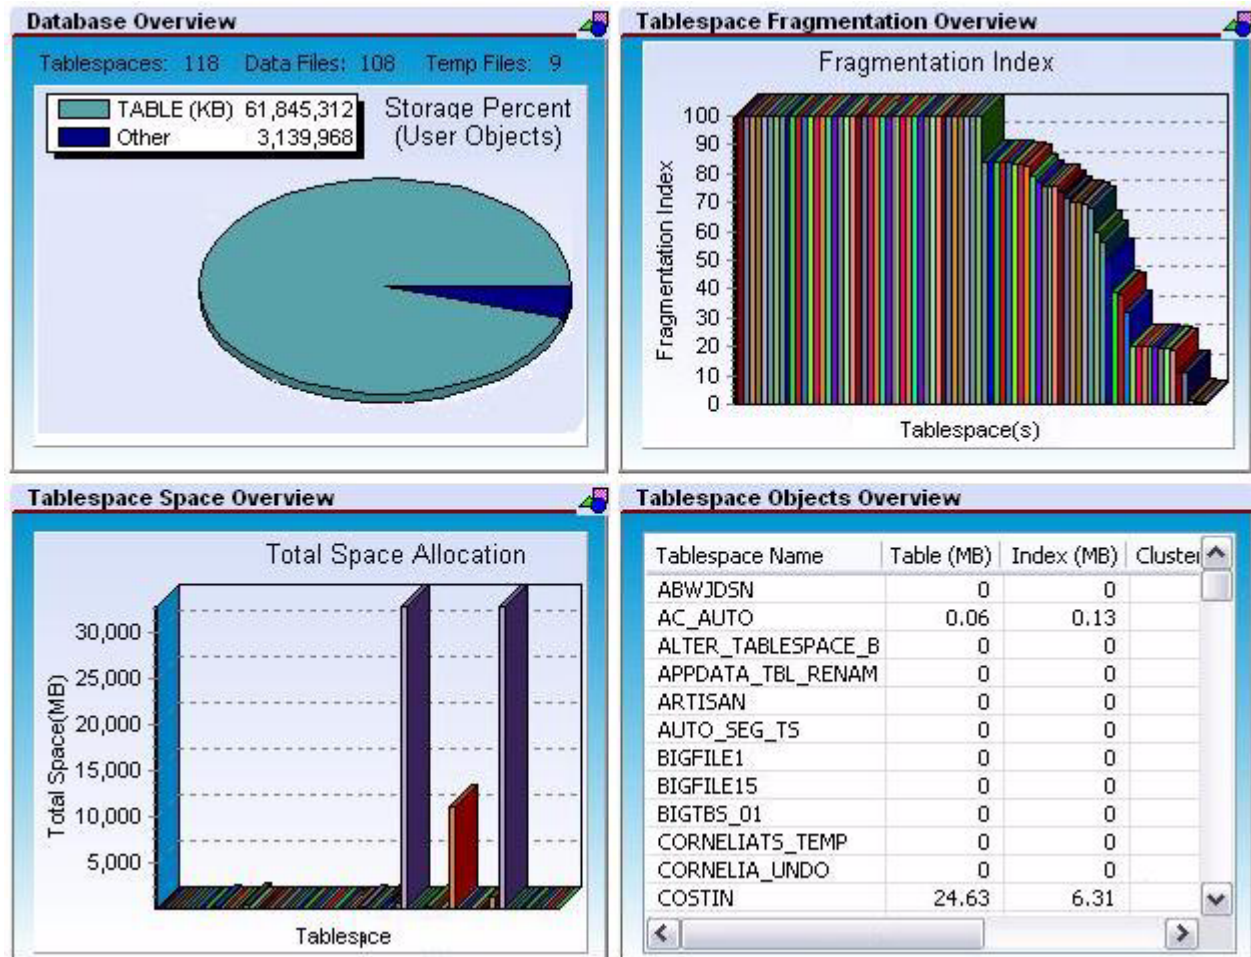 Database Overview
Tablespaces: 118 Data Files: 108 Temp Files: 9
TABLE (KB) 61,845,312
Other 3,139,968
Storage Percent
(User Objects)
Tablespace Fragmentation Overview
Fragmentation Index
Fragmentation Index
100
90
80
70
60
50
40
30
20
10
0
Tablespace(s)
Tablespace Space Overview
Total Space Allocation
Total Space(MB)
30,000
25,000
20,000
15,000
10,000
5,000
Tablespace
Tablespace Objects Overview
Tablespace Name Table (MB) Index (MB) Cluster
ABWJDSN 0 0
AC_AUTO 0.06 0.13
ALTER_TABLESPACE_B 0 0
APPDATA_TBL_RENAM 0 0
ARTISAN 0 0
AUTO_SEG_TS 0 0
BIGFILE1 0 0
BIGFILE15 0 0
BIGTBS_01 0 0
CORNELIATS_TEMP 0 0
CORNELIA_UNDO 0 0
COSTIN 24.63 6.31